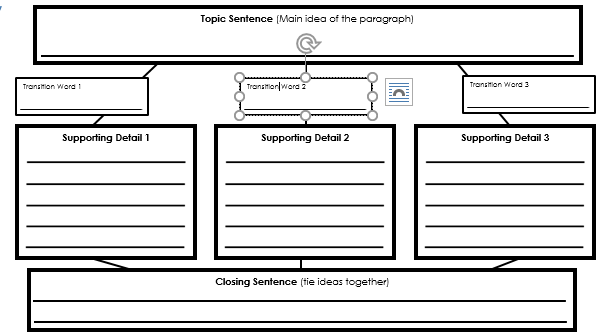 Topic Sentence (Main idea of the paragraph)
Transition Word 1
Transition Word 2
Transition Word 3
Supporting Detail 1
Supporting Detail 2
Supporting Detail 3
Closing Sentence (tie ideas together)